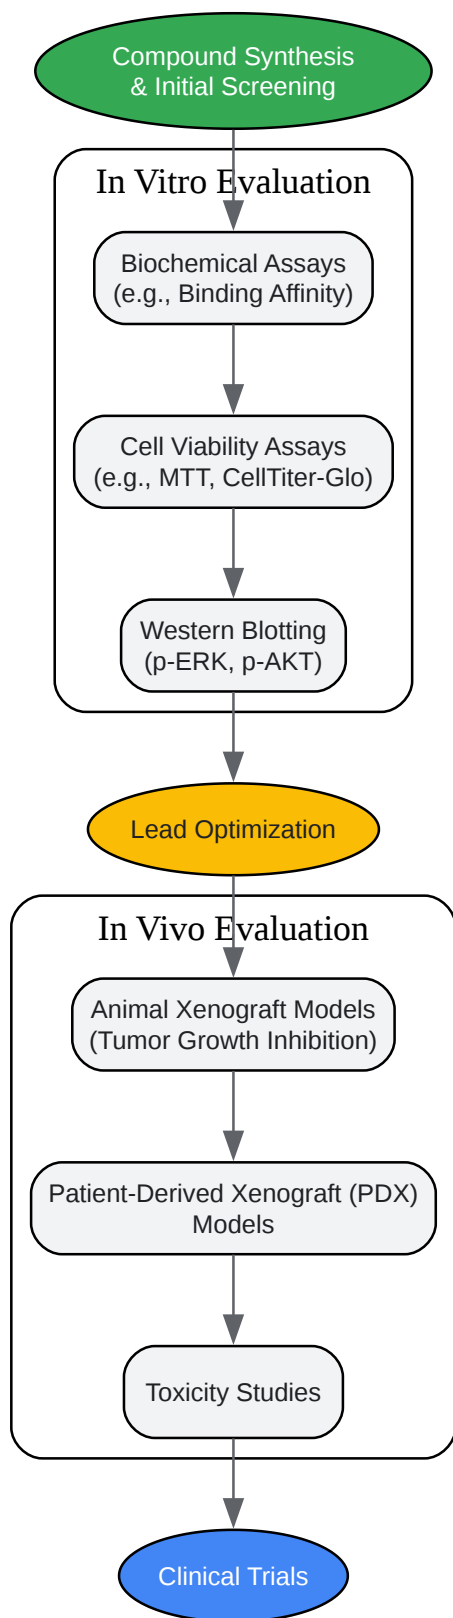 Compound Synthesis
& Initial Screening
In Vitro Evaluation
Biochemical Assays
(e.g., Binding Affinity)
Cell Viability Assays
(e.g., MTT, CellTiter-Glo)
Western Blotting
(p-ERK, p-AKT)
Lead Optimization
In Vivo Evaluation
Animal Xenograft Models
(Tumor Growth Inhibition)
Patient-Derived Xenograft (PDX)
Models
Toxicity Studies
Clinical Trials